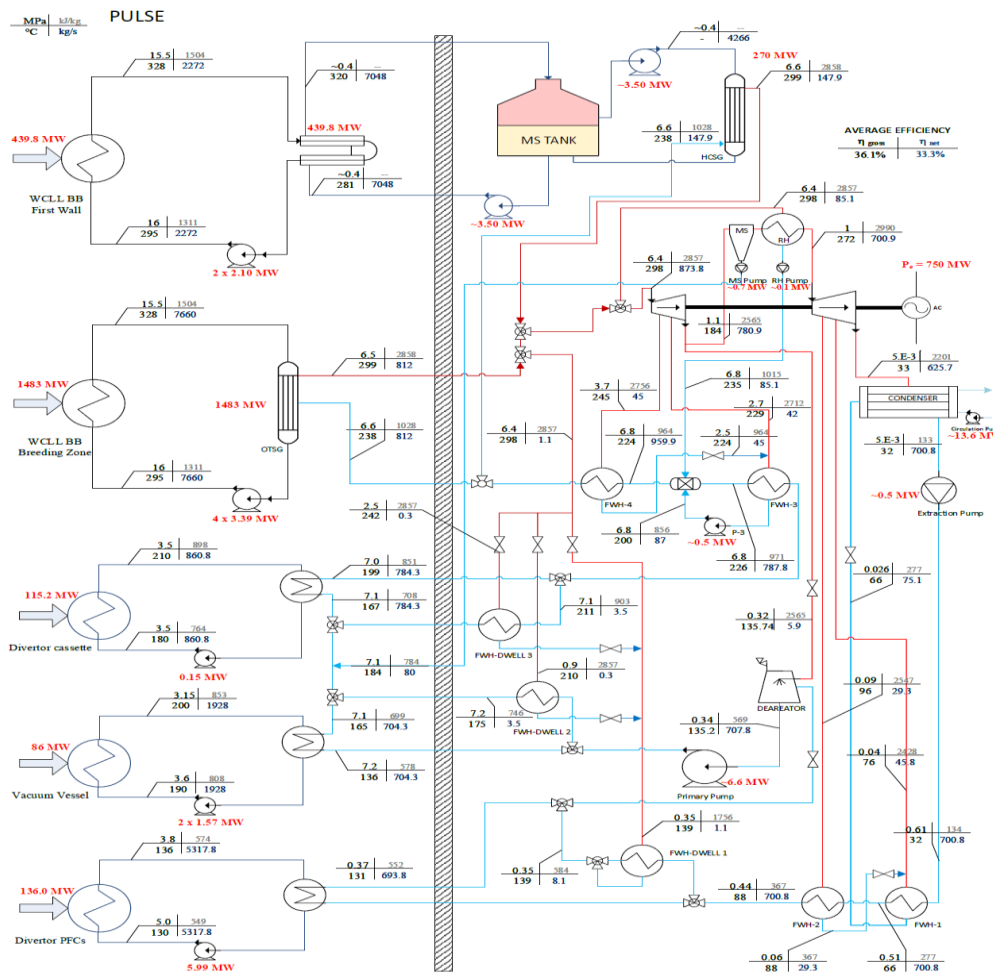 PULSE
MPa | kJ/kg
°C | kg/s
15.5 | 1504
328 | 2272
439.8 MW
WCLL BB
First Wall
16 | 1311
295 | 2272
2 x 2.10 MW
~0.4 | --
320 | 7048
439.8 MW
~0.4 | --
281 | 7048
~3.50 MW
MS TANK
~0.4 | --
- | 4266
~3.50 MW
270 MW
6.6 | 2858
299 | 147.9
6.6 | 1028
238 | 147.9
HCSG
AVERAGE EFFICIENCY
η gross | η net
36.1% | 33.3%
6.4 | 2857
298 | 85.1
MS
RH
1 | 2990
272 | 700.9
6.4 | 2857
298 | 873.8
MS Pump
~0.7 MW
RH Pump
~0.1 MW
Pe = 750 MW
AC
1.1 | 2565
184 | 780.9
15.5 | 1504
328 | 7660
1483 MW
WCLL BB
Breeding Zone
16 | 1311
295 | 7660
4 x 3.39 MW
1483 MW
OTSG
6.5 | 2858
299 | 812
6.6 | 1028
238 | 812
6.4 | 2857
298 | 1.1
3.7 | 2756
245 | 45
6.8 | 964
224 | 959.9
6.8 | 1015
235 | 85.1
2.7 | 2712
229 | 42
2.5 | 964
224 | 45
5.E-3 | 2201
33 | 625.7
CONDENSER
Circulation Pu
~13.6 MW
5.E-3 | 133
32 | 700.8
~0.5 MW
Extraction Pump
FWH-4
FWH-3
P-3
~0.5 MW
6.8 | 856
200 | 87
6.8 | 971
226 | 787.8
2.5 | 2857
242 | 0.3
3.5 | 898
210 | 860.8
115.2 MW
Divertor cassette
3.5 | 764
180 | 860.8
0.15 MW
7.0 | 851
199 | 784.3
7.1 | 708
167 | 784.3
7.1 | 784
184 | 80
7.1 | 903
211 | 3.5
FWH-DWELL 3
0.9 | 2857
210 | 0.3
7.2 | 746
175 | 3.5
FWH-DWELL 2
0.32 | 2565
135.74 | 5.9
DEAREATOR
0.34 | 569
135.2 | 707.8
~6.6 MW
Primary Pump
0.026 | 277
66 | 75.1
0.09 | 2547
96 | 29.3
0.04 | 2428
76 | 45.8
0.61 | 134
32 | 700.8
3.15 | 853
200 | 1928
86 MW
Vacuum Vessel
3.6 | 808
190 | 1928
2 x 1.57 MW
7.1 | 699
165 | 704.3
7.2 | 578
136 | 704.3
3.8 | 574
136 | 5317.8
136.0 MW
Divertor PFCs
5.0 | 549
130 | 5317.8
5.99 MW
0.37 | 552
131 | 693.8
0.35 | 1756
139 | 1.1
0.35 | 584
139 | 8.1
FWH-DWELL 1
0.44 | 367
88 | 700.8
FWH-2
FWH-1
0.06 | 367
88 | 29.3
0.51 | 277
66 | 700.8